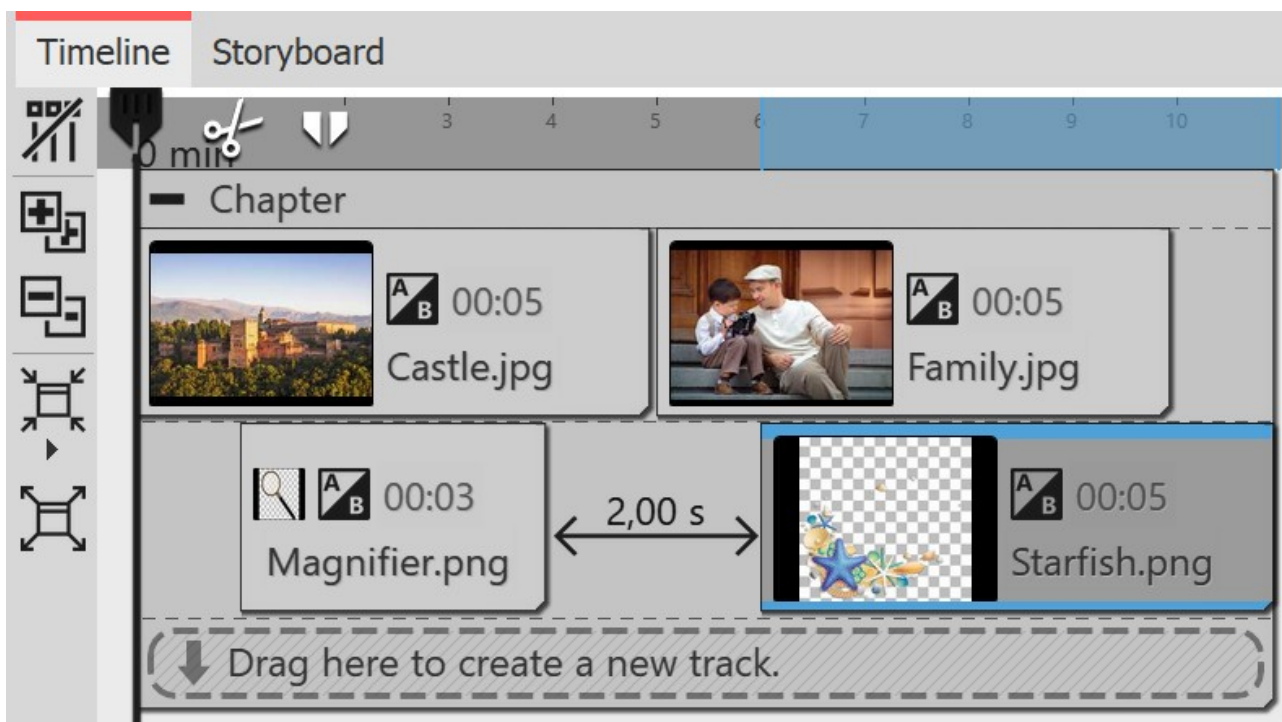 Timeline Storyboard
3 4 5 6 7 8 9 10
0 min
Chapter
A B 00:05 A B 00:05
Castle.jpg Family.jpg
A B 00:03 2,00 s A B 00:05
Magnifier.png Starfish.png
Drag here to create a new track.